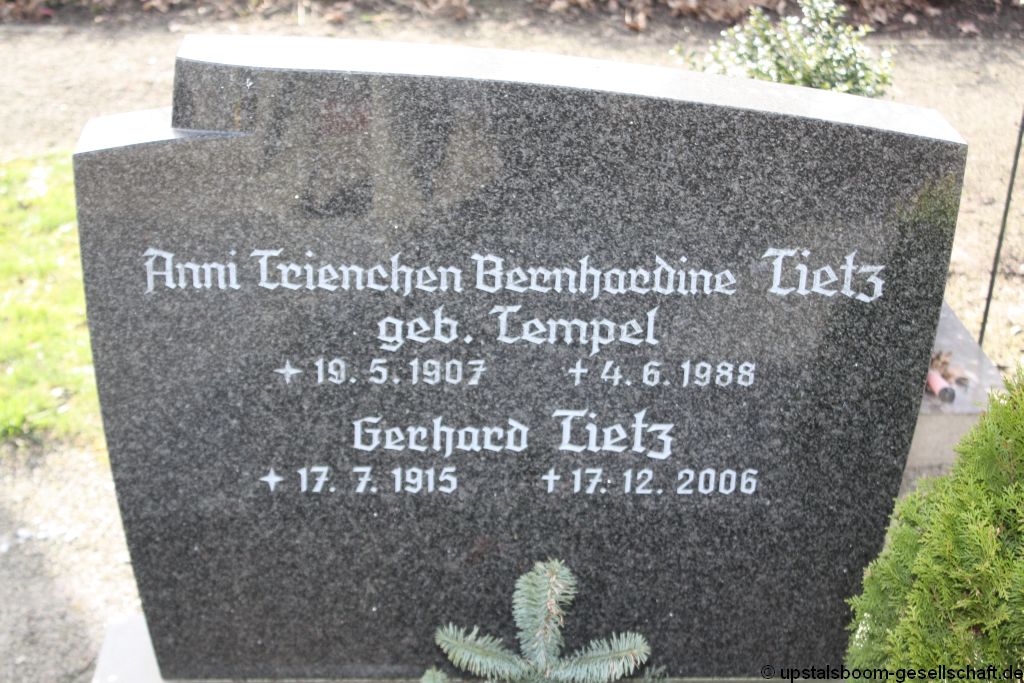 Anni Trienchen Bernhardine Tietz
geb. Tempel
✦ 19. 5. 1907 ✝ 4. 6. 1988
Gerhard Tietz
✦ 17. 7. 1915 ✝ 17. 12. 2006
© upstalsboom-gesellschaft.de